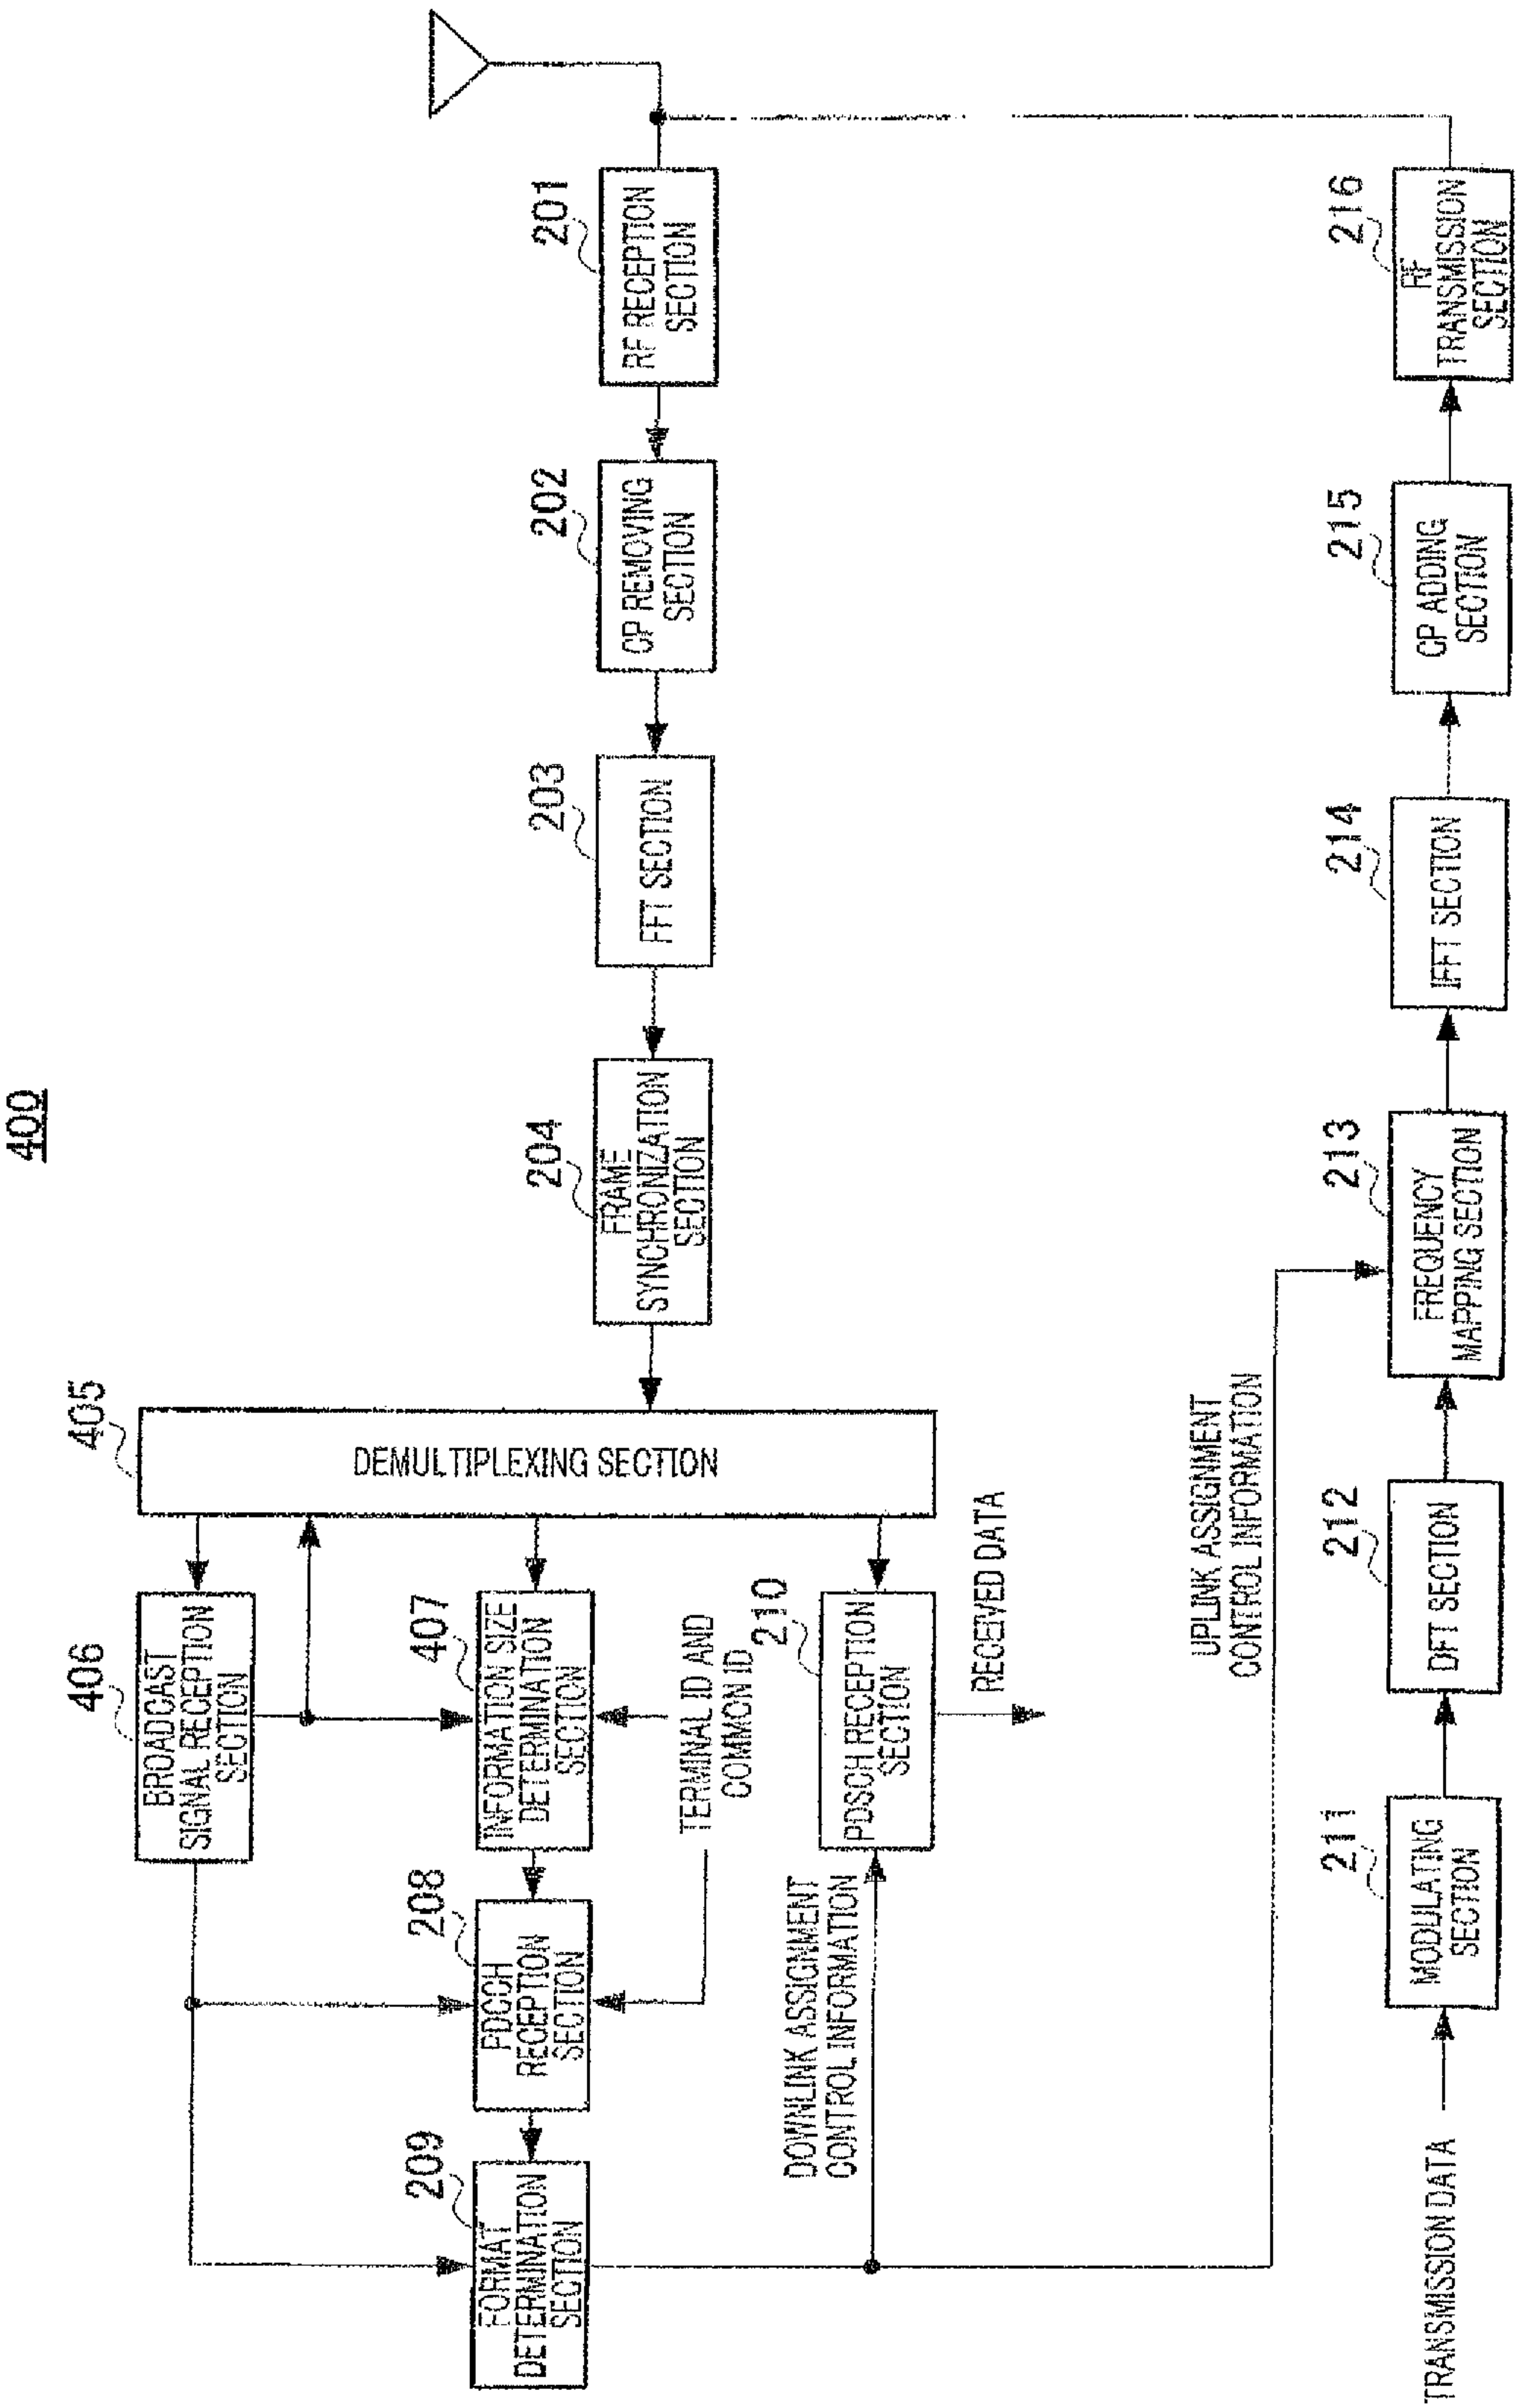 400
201
RF RECEPTION
SECTION
202
CP REMOVING
SECTION
203
FFT SECTION
204
FRAME
SYNCHRONIZATION
SECTION
405
DEMULTIPLEXING SECTION
406
BROADCAST
SIGNAL RECEPTION
SECTION
407
INFORMATION SIZE
DETERMINATION
SECTION
TERMINAL ID AND
COMMON ID
208
PDCCH
RECEPTION
SECTION
209
FORMAT
DETERMINATION
SECTION
210
PDSCH RECEPTION
SECTION
RECEIVED DATA
DOWNLINK ASSIGNMENT
CONTROL INFORMATION
UPLINK ASSIGNMENT
CONTROL INFORMATION
TRANSMISSION DATA
211
MODULATING
SECTION
212
DFT SECTION
213
FREQUENCY
MAPPING SECTION
214
IFFT SECTION
215
CP ADDING
SECTION
216
RF
TRANSMISSION
SECTION